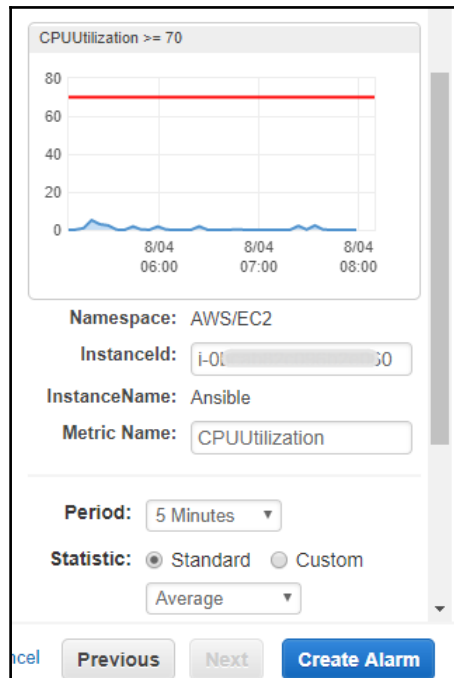 CPUUtilization >= 70
80
60
40
20
0
8/04 8/04 8/04
06:00 07:00 08:00
Namespace: AWS/EC2
InstanceId:
InstanceName: Ansible
Metric Name: CPUUtilization
Period: 5 Minutes
Statistic: Standard Custom
Average
ncel Previous Next Create Alarm